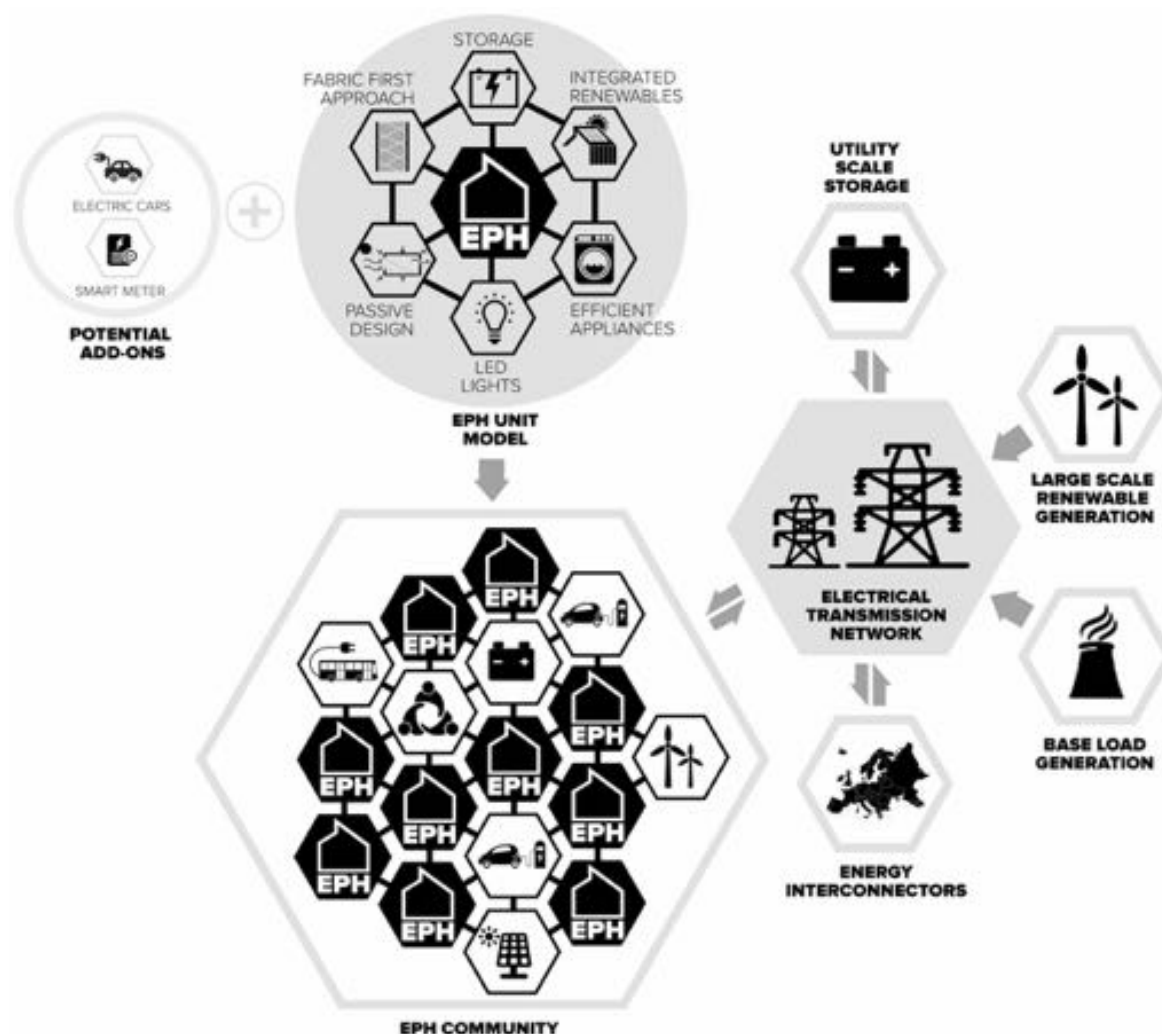 STORAGE
FABRIC FIRST
APPROACH
INTEGRATED
RENEWABLES
EPH
PASSIVE
DESIGN
EFFICIENT
APPLIANCES
LED
LIGHTS
EPH UNIT
MODEL
ELECTRIC CARS
SMART METER
POTENTIAL
ADD-ONS
UTILITY
SCALE
STORAGE
LARGE SCALE
RENEWABLE
GENERATION
ELECTRICAL
TRANSMISSION
NETWORK
BASE LOAD
GENERATION
ENERGY
INTERCONNECTORS
EPH
EPH
EPH
EPH
EPH
EPH
EPH
EPH
EPH
EPH
EPH COMMUNITY